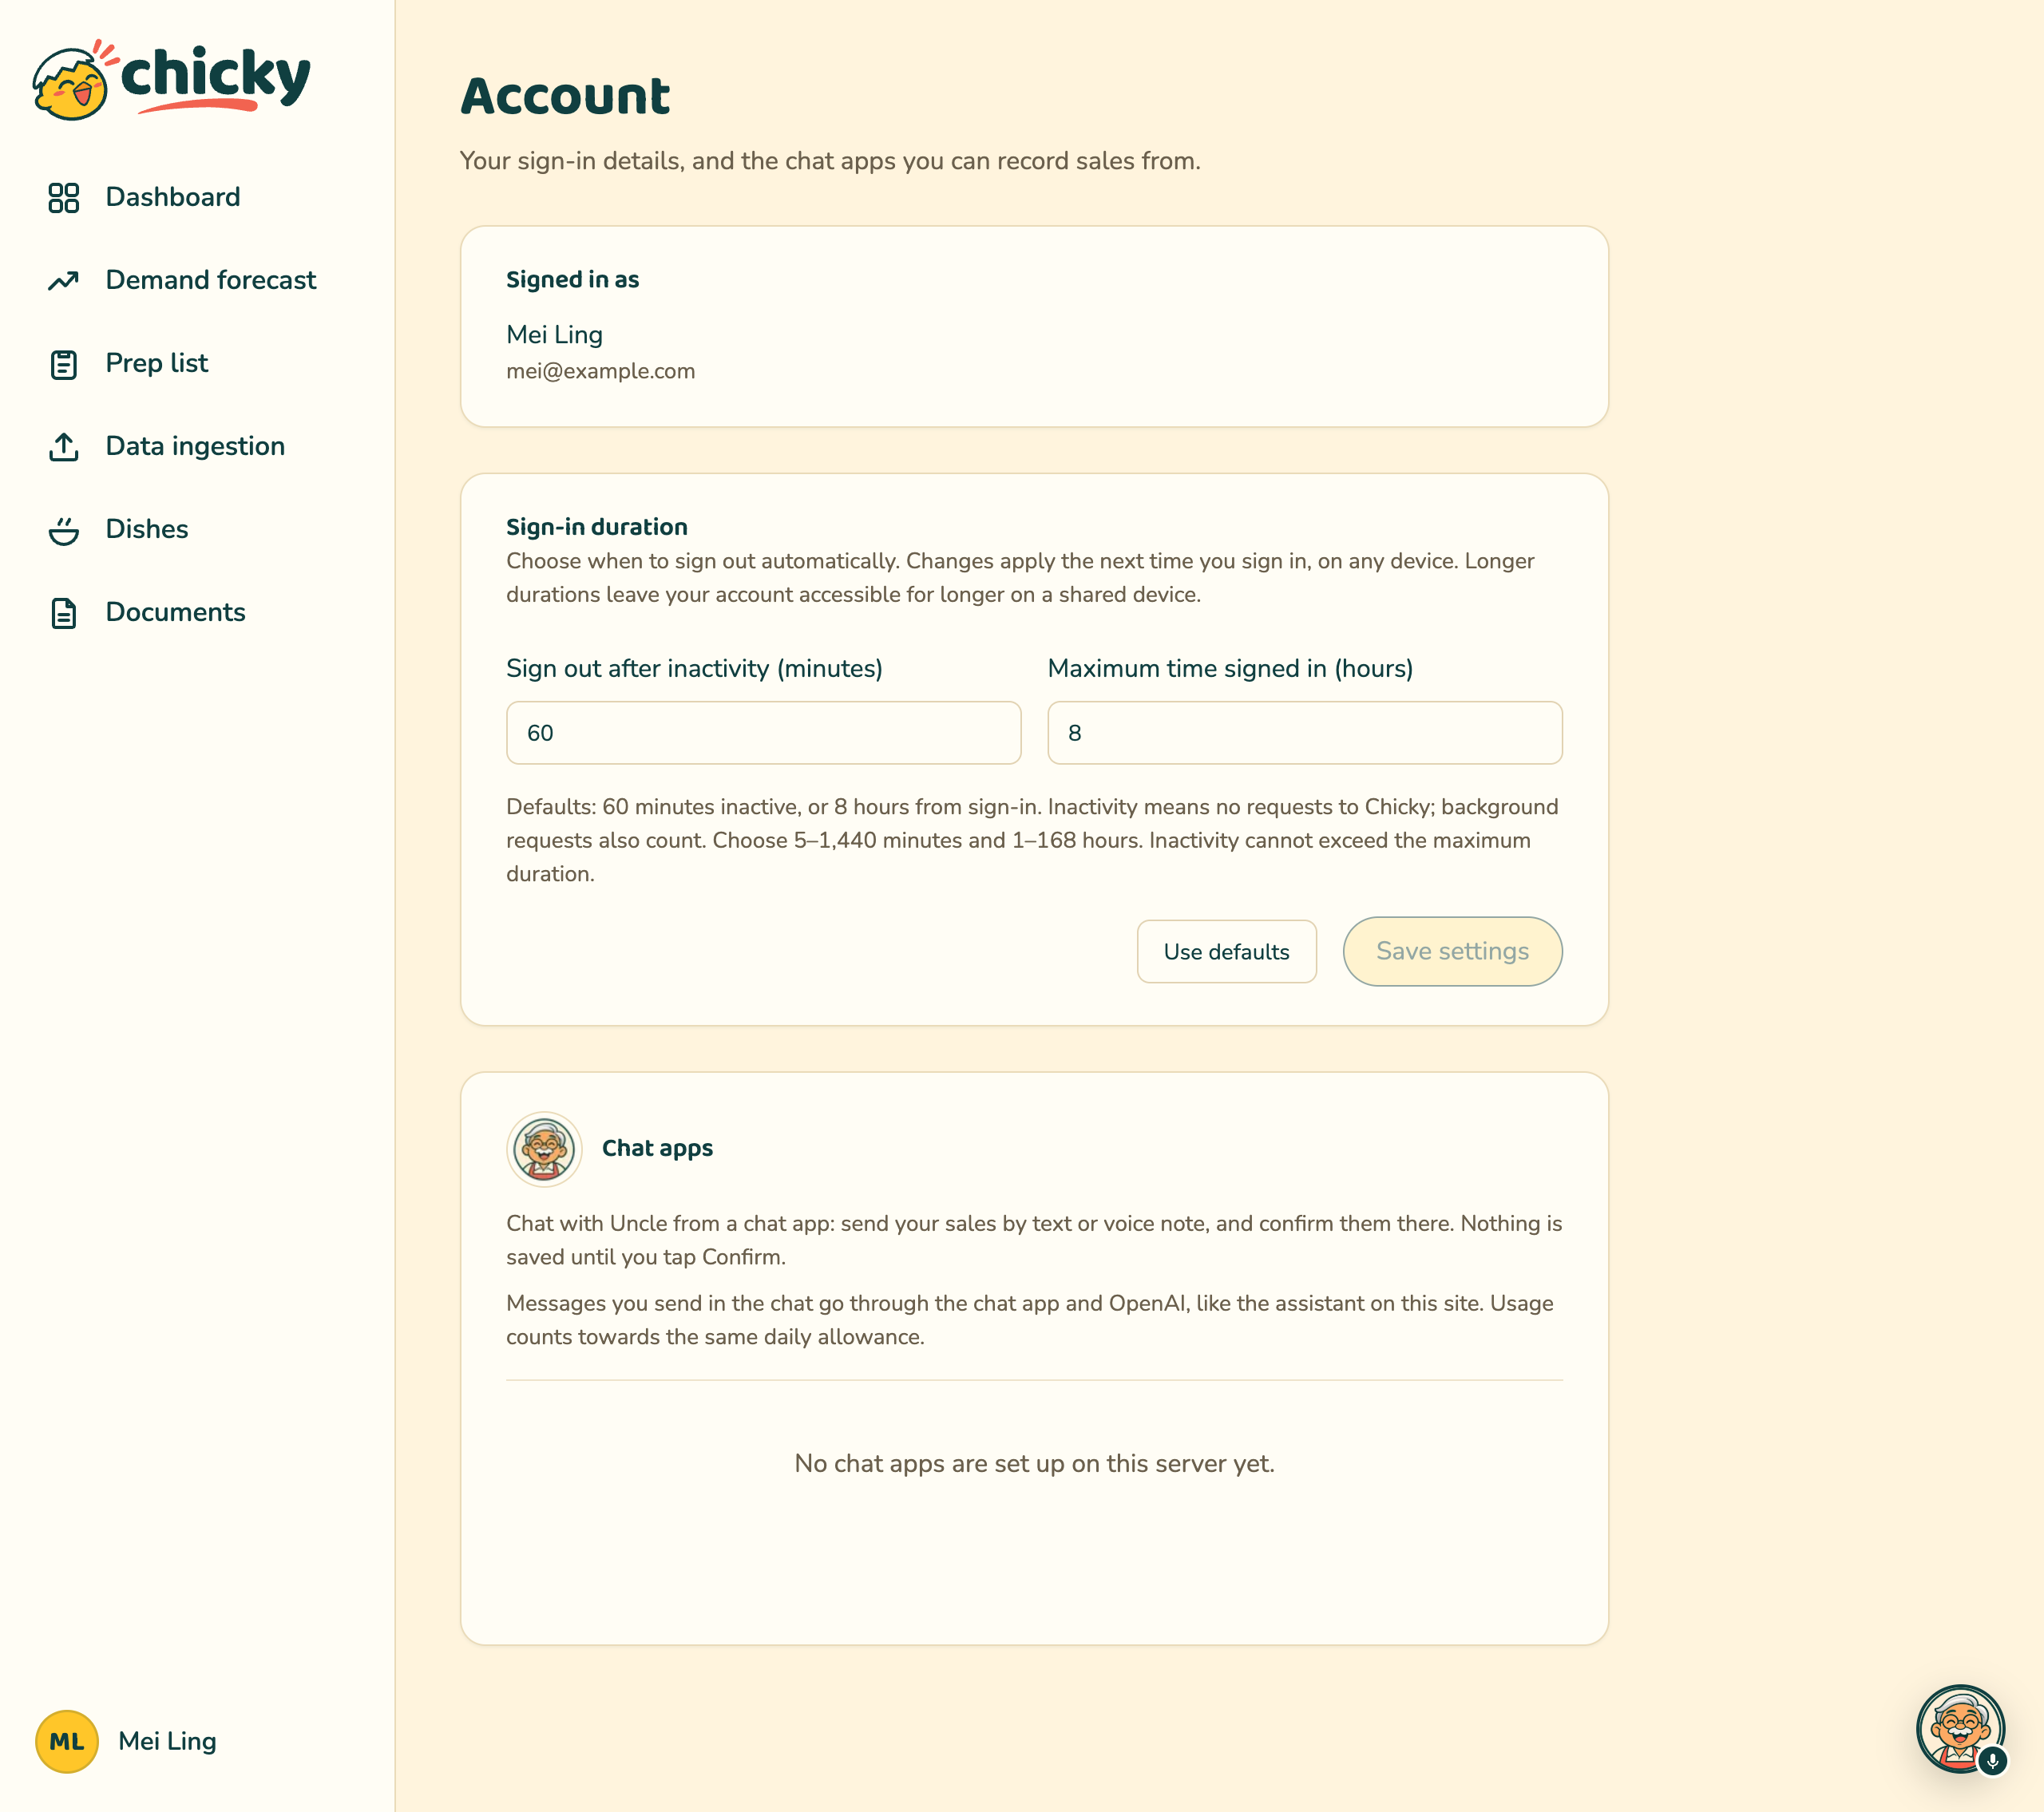 chicky
Dashboard
Demand forecast
Prep list
Data ingestion
Dishes
Documents
ML
Mei Ling
Account
Your sign-in details, and the chat apps you can record sales from.
Signed in as
Mei Ling
mei@example.com
Sign-in duration
Choose when to sign out automatically. Changes apply the next time you sign in, on any device. Longer
durations leave your account accessible for longer on a shared device.
Sign out after inactivity (minutes)
60
Maximum time signed in (hours)
8
Defaults: 60 minutes inactive, or 8 hours from sign-in. Inactivity means no requests to Chicky; background
requests also count. Choose 5–1,440 minutes and 1–168 hours. Inactivity cannot exceed the maximum
duration.
Use defaults
Save settings
Chat apps
Chat with Uncle from a chat app: send your sales by text or voice note, and confirm them there. Nothing is
saved until you tap Confirm.
Messages you send in the chat go through the chat app and OpenAI, like the assistant on this site. Usage
counts towards the same daily allowance.
No chat apps are set up on this server yet.